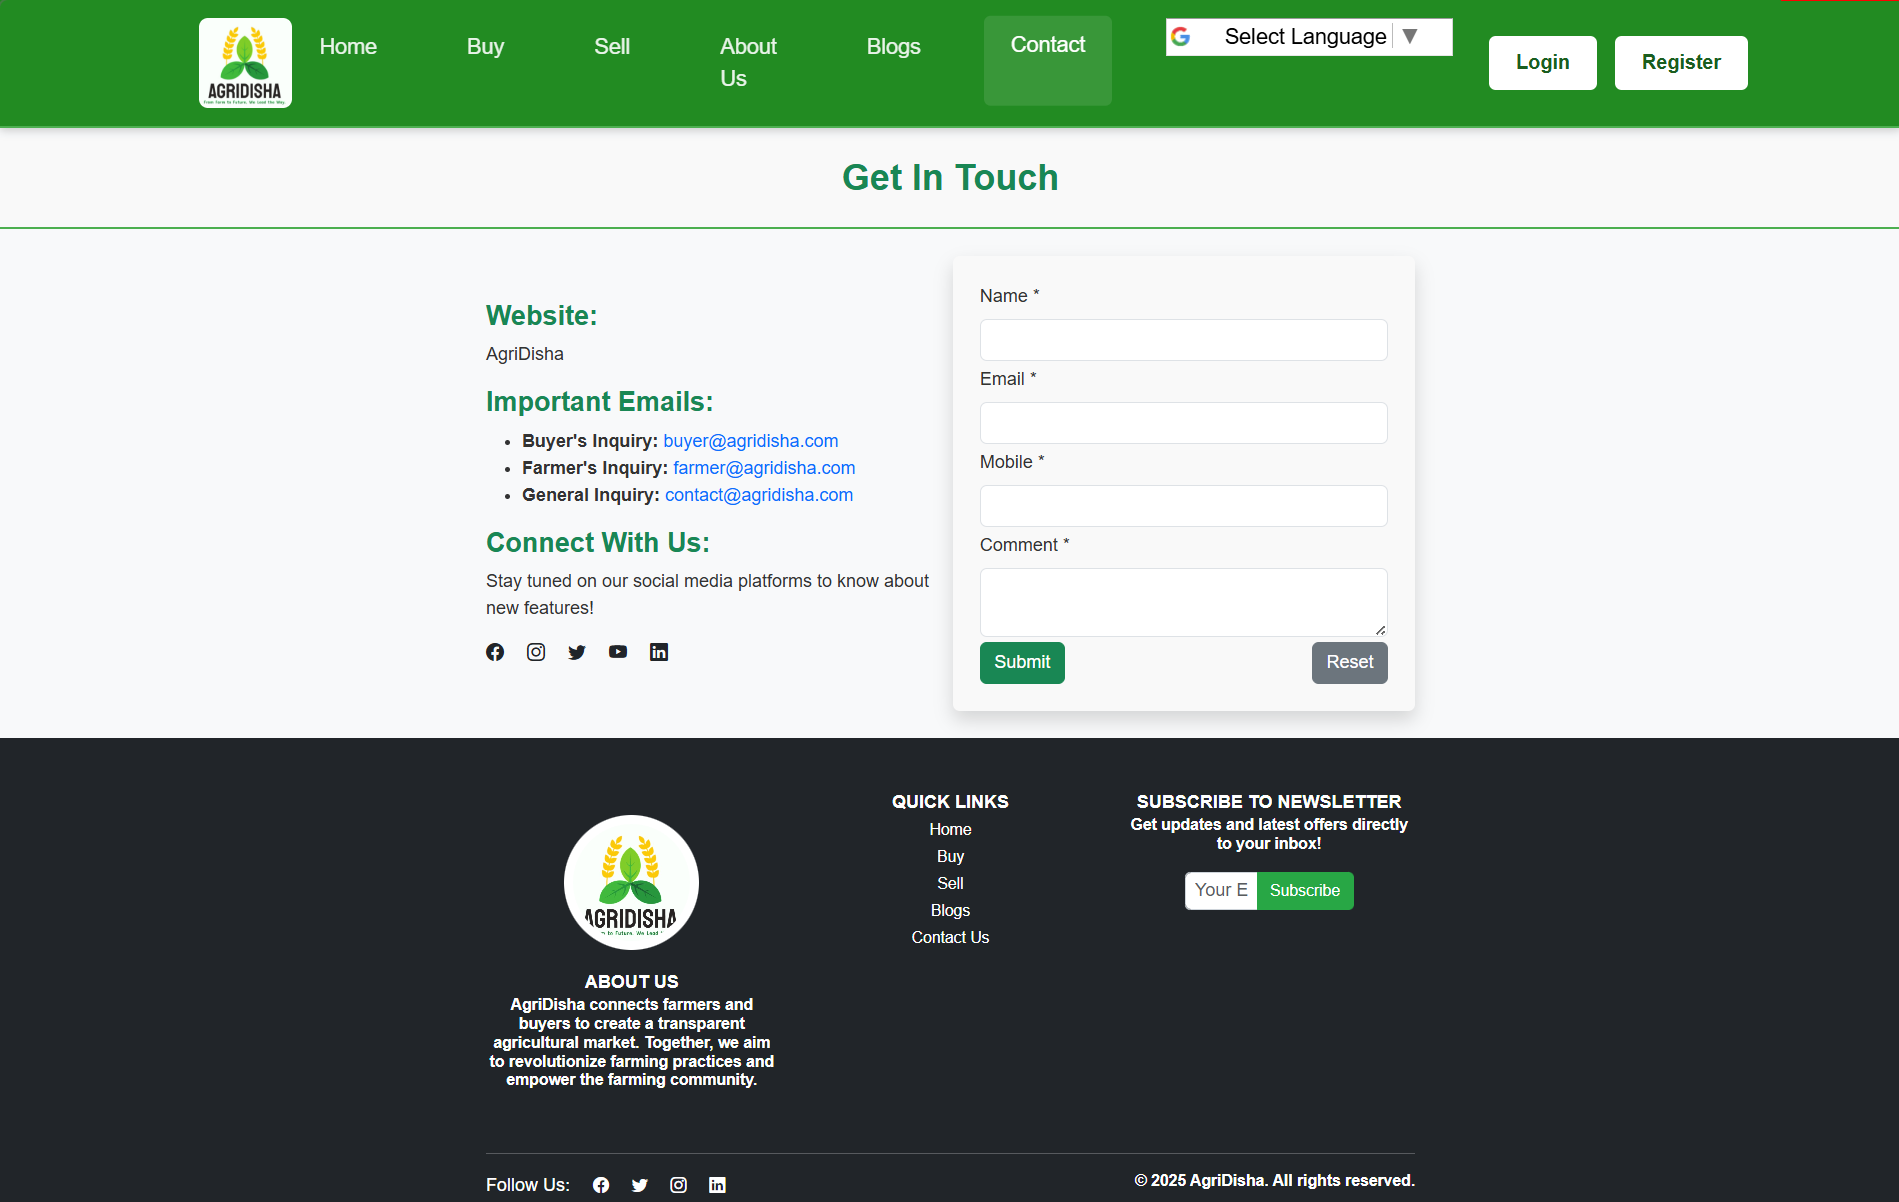 AGRIDISHA
From Farm to Future, We Lead the Way.
Home
Buy
Sell
About
Us
Blogs
Contact
Select Language ▼
Login
Register
Get In Touch
Website:
AgriDisha
Important Emails:
• Buyer's Inquiry: buyer@agridisha.com
• Farmer's Inquiry: farmer@agridisha.com
• General Inquiry: contact@agridisha.com
Connect With Us:
Stay tuned on our social media platforms to know about
new features!
Name *
Email *
Mobile *
Comment *
Submit
Reset
AGRIDISHA
to Future, We Lead
ABOUT US
AgriDisha connects farmers and
buyers to create a transparent
agricultural market. Together, we aim
to revolutionize farming practices and
empower the farming community.
QUICK LINKS
Home
Buy
Sell
Blogs
Contact Us
SUBSCRIBE TO NEWSLETTER
Get updates and latest offers directly
to your inbox!
Your E
Subscribe
Follow Us:
© 2025 AgriDisha. All rights reserved.